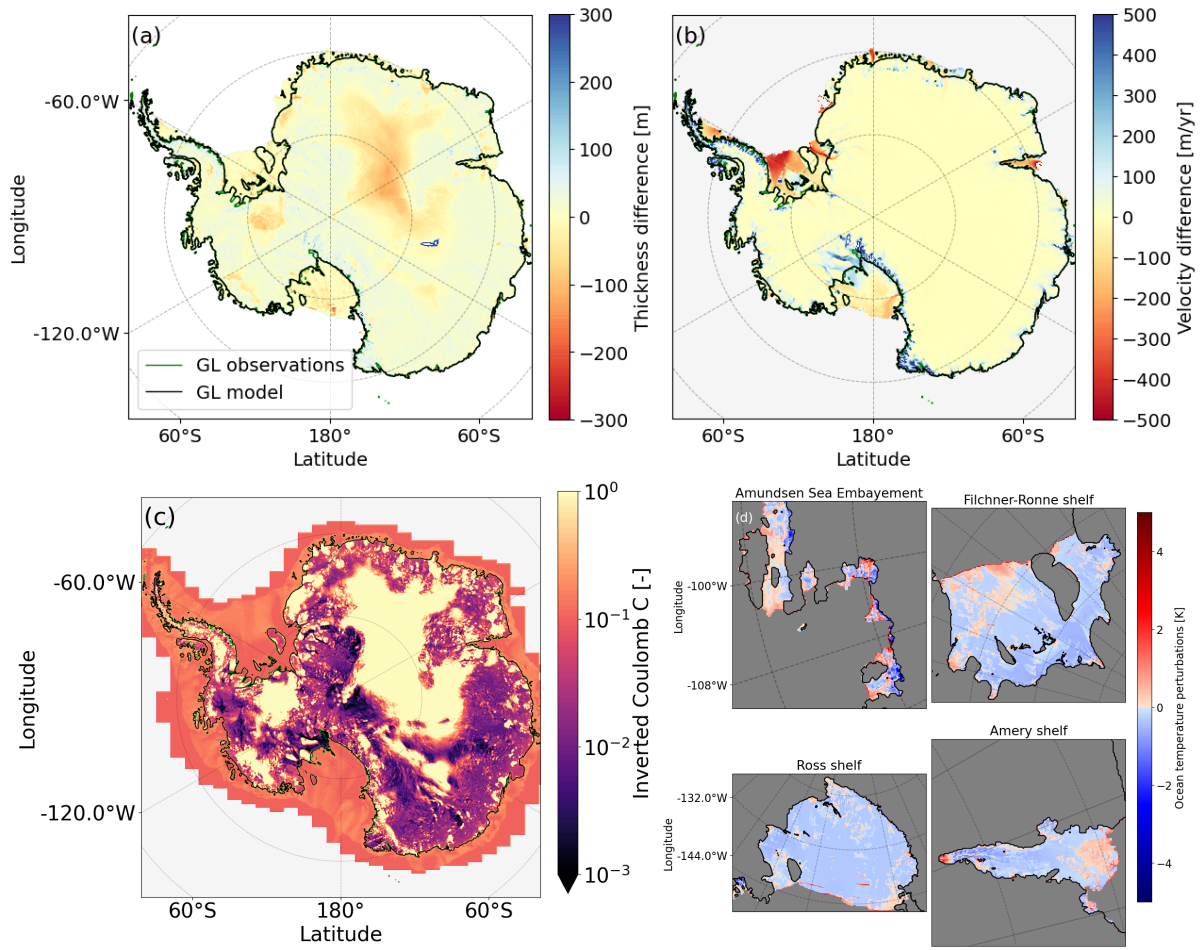 (a)
-60.0°W
-120.0°W
Longitude
GL observations
GL model
60°S
180°
60°S
Latitude
300
200
100
0
−100
−200
−300
Thickness difference [m]
(b)
60°S
180°
60°S
Latitude
500
400
300
200
100
0
−100
−200
−300
−400
−500
Velocity difference [m/yr]
(c)
-60.0°W
-120.0°W
Longitude
60°S
180°
60°S
Latitude
10⁰
10⁻¹
10⁻²
10⁻³
Inverted Coulomb C [-]
Amundsen Sea Embayement
(d)
-100°W
-108°W
Longitude
Filchner-Ronne shelf
Ross shelf
-132.0°W
-144.0°W
Longitude
Amery shelf
4
2
0
−2
−4
Ocean temperature perturbations [K]